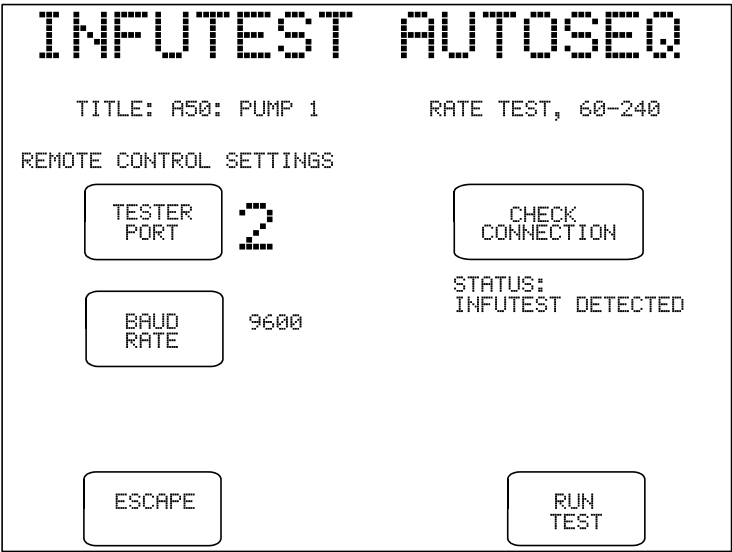 INFUTEST AUTOSEQ
TITLE: A50: PUMP 1 RATE TEST, 60-240
REMOTE CONTROL SETTINGS
TESTER
PORT
2
CHECK
CONNECTION
STATUS:
INFUTEST DETECTED
BAUD
RATE
9600
ESCAPE
RUN
TEST